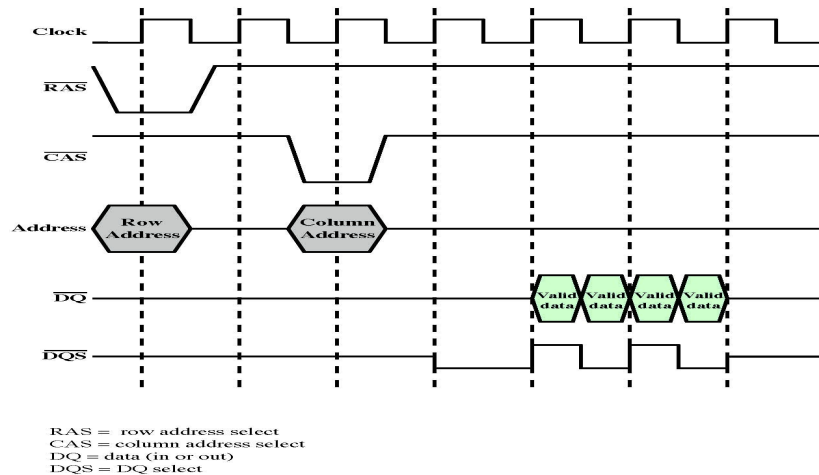 Clock
RAS
CAS
Address
Row
Address
Column
Address
DQ
Valid
data
Valid
data
Valid
data
Valid
data
DQS
RAS = row address select
CAS = column address select
DQ = data (in or out)
DQS = DQ select